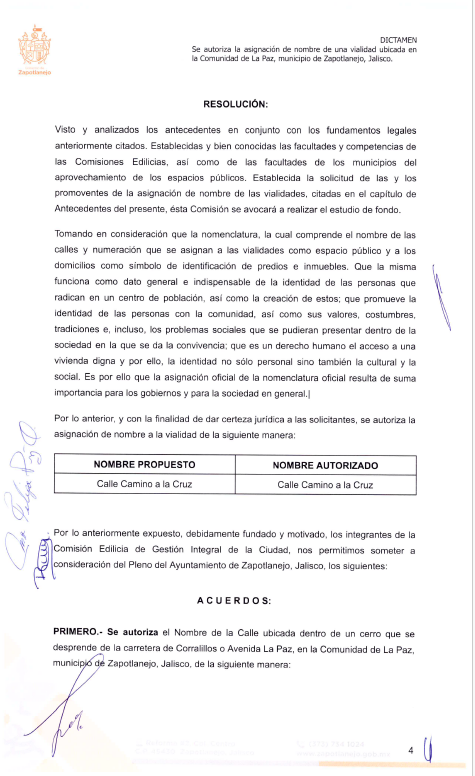 DICTAMEN
Se autoriza la asignación de nombre de una vialidad ubicada en
la Comunidad de La Paz, municipio de Zapotlanejo, Jalisco.
Zapotlanejo
RESOLUCIÓN:
Visto y analizados los antecedentes en conjunto con los fundamentos legales
anteriormente citados. Establecidas y bien conocidas las facultades y competencias de
las Comisiones Edilicias, así como de las facultades de los municipios del
aprovechamiento de los espacios públicos. Establecida la solicitud de las y los
promoventes de la asignación de nombre de las vialidades, citadas en el capítulo de
Antecedentes del presente, ésta Comisión se avocará a realizar el estudio de fondo.
Tomando en consideración que la nomenclatura, la cual comprende el nombre de las
calles y numeración que se asignan a las vialidades como espacio público y a los
domicilios como símbolo de identificación de predios e inmuebles. Que la misma
funciona como dato general e indispensable de la identidad de las personas que
radican en un centro de población, así como la creación de estos; que promueve la
identidad de las personas con la comunidad, así como sus valores, costumbres,
tradiciones e, incluso, los problemas sociales que se pudieran presentar dentro de la
sociedad en la que se da la convivencia; que es un derecho humano el acceso a una
vivienda digna y por ello, la identidad no sólo personal sino también la cultural y la
social. Es por ello que la asignación oficial de la nomenclatura oficial resulta de suma
importancia para los gobiernos y para la sociedad en general.
Por lo anterior, y con la finalidad de dar certeza jurídica a las solicitantes, se autoriza la
asignación de nombre a la vialidad de la siguiente manera:
NOMBRE PROPUESTO NOMBRE AUTORIZADO
Calle Camino a la Cruz Calle Camino a la Cruz
Por lo anteriormente expuesto, debidamente fundado y motivado, los integrantes de la
Comisión Edilicia de Gestión Integral de la Ciudad, nos permitimos someter a
consideración del Pleno del Ayuntamiento de Zapotlanejo, Jalisco, los siguientes:
A C U E R D O S:
PRIMERO.- Se autoriza el Nombre de la Calle ubicada dentro de un cerro que se
desprende de la carretera de Corralillos o Avenida La Paz, en la Comunidad de La Paz,
municipio de Zapotlanejo, Jalisco, de la siguiente manera:
4